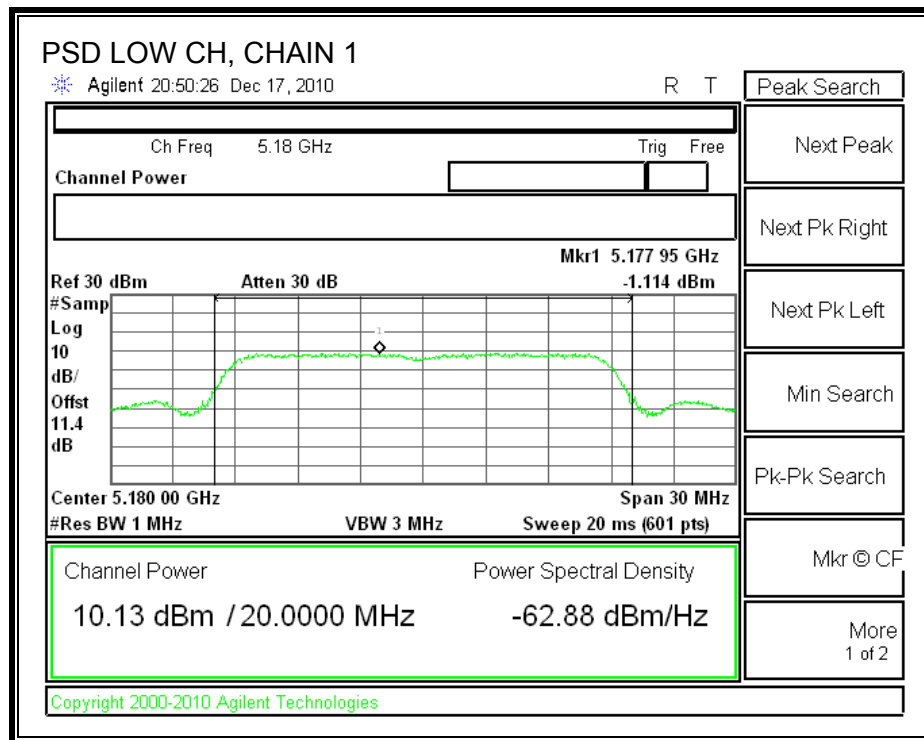 PSD LOW CH, CHAIN 1
Agilent 20:50:26 Dec 17, 2010 R T
Peak Search
Ch Freq 5.18 GHz Trig Free
Channel Power
Mkr1 5.177 95 GHz
Ref 30 dBm Atten 30 dB -1.114 dBm
#Samp
Log
10
dB/
Offst
11.4
dB
1
Center 5.180 00 GHz Span 30 MHz
#Res BW 1 MHz VBW 3 MHz Sweep 20 ms (601 pts)
Channel Power Power Spectral Density
10.13 dBm / 20.0000 MHz -62.88 dBm/Hz
Next Peak
Next Pk Right
Next Pk Left
Min Search
Pk-Pk Search
Mkr © CF
More
1 of 2
Copyright 2000-2010 Agilent Technologies